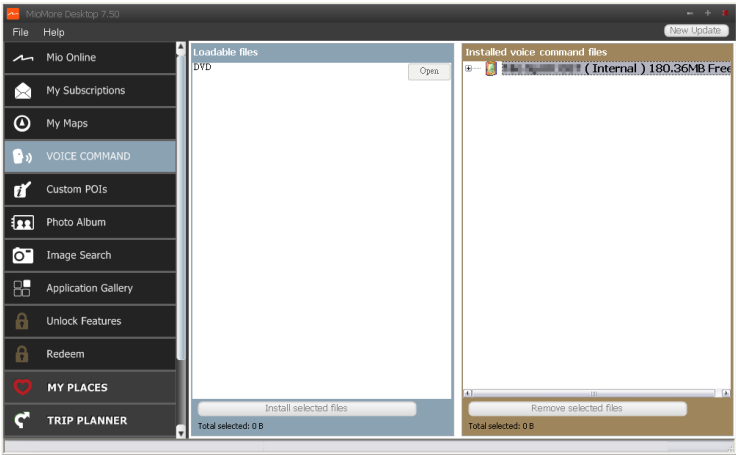 MioMore Desktop 7.50
File Help
New Update
Mio Online
My Subscriptions
My Maps
VOICE COMMAND
Custom POIs
Photo Album
Image Search
Application Gallery
Unlock Features
Redeem
MY PLACES
TRIP PLANNER
Loadable files
DVD
Open
Install selected files
Total selected: 0 B
Installed voice command files
( Internal ) 180.36MB Free
Remove selected files
Total selected: 0 B